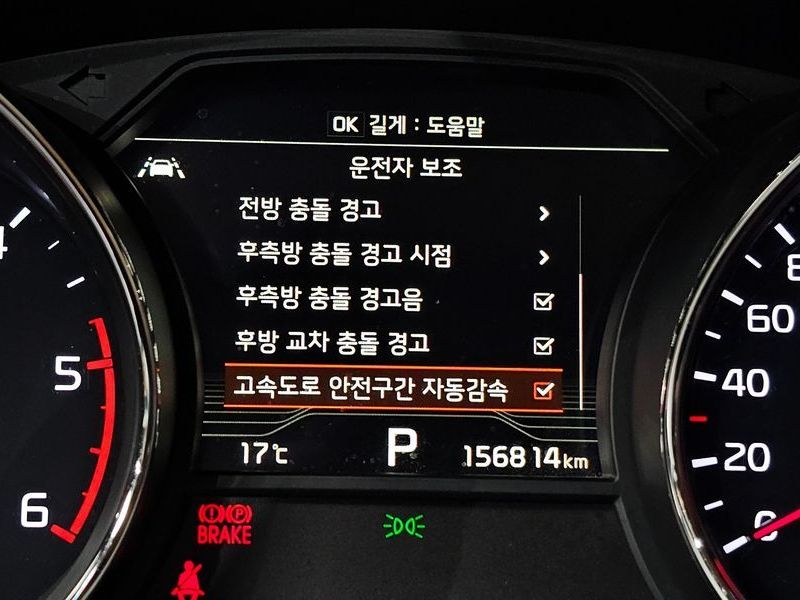 OK 길게 : 도움말
운전자 보조
전방 충돌 경고
후측방 충돌 경고 시점
후측방 충돌 경고음
후방 교차 충돌 경고
고속도로 안전구간 자동감속
17℃ P 156814km
5
6
60
40
20
0
(!)(P)
BRAKE